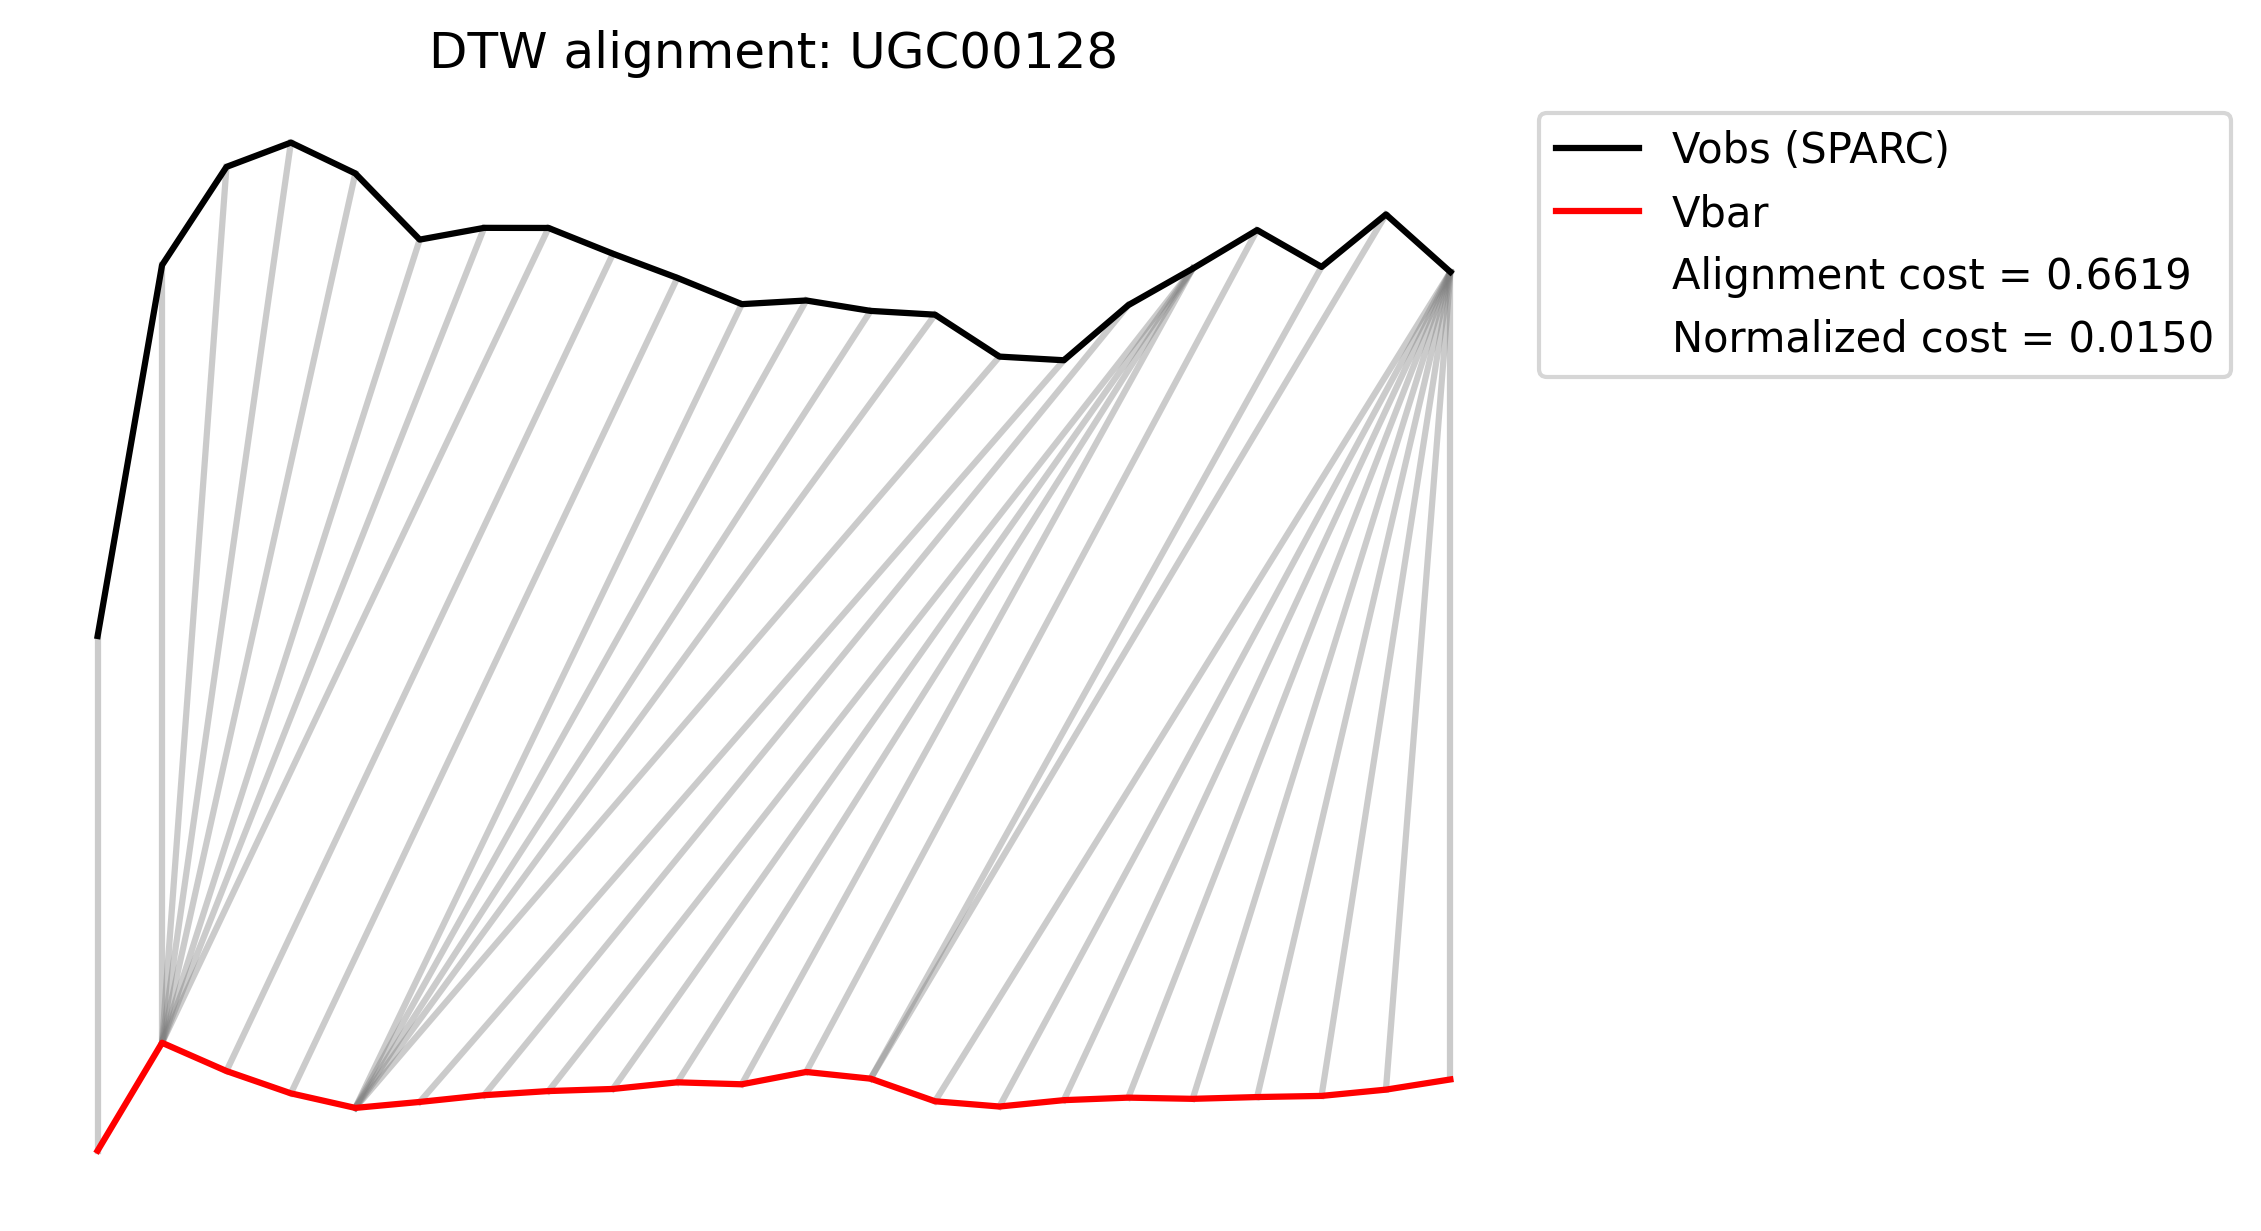 DTW alignment: UGC00128
Vobs (SPARC)
Vbar
Alignment cost = 0.6619
Normalized cost = 0.0150